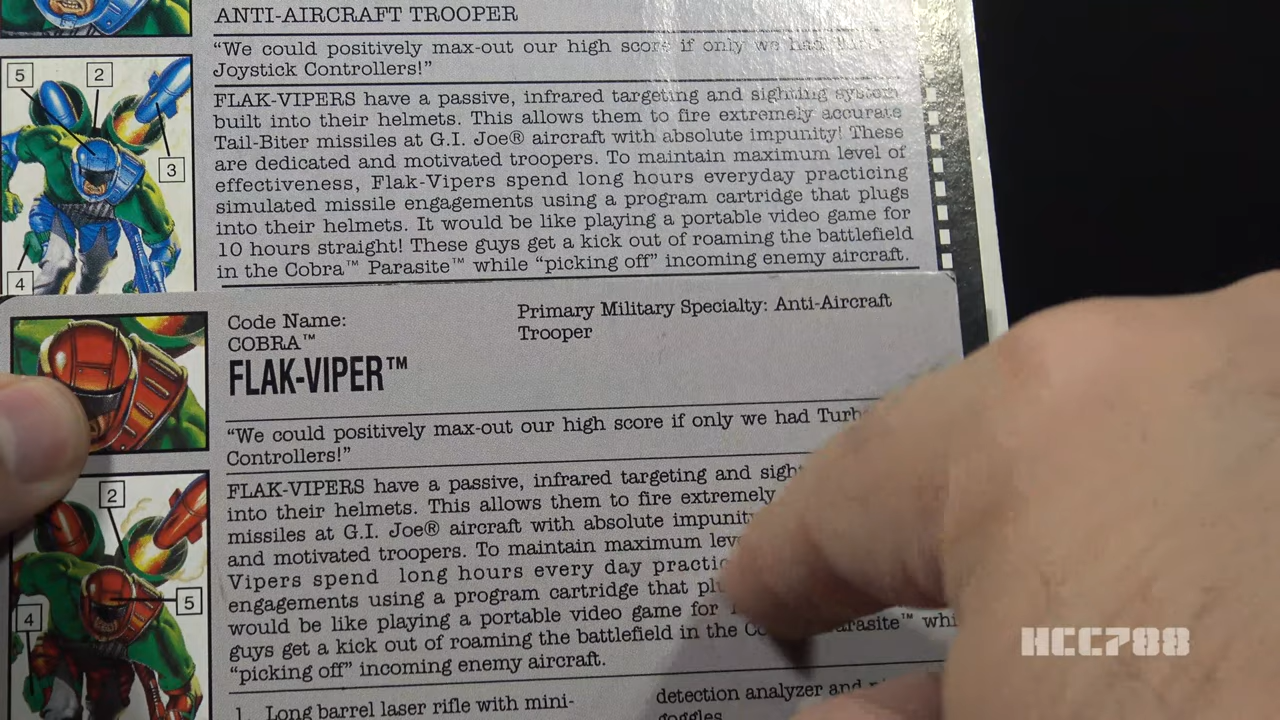 ANTI-AIRCRAFT TROOPER
"We could positively max-out our high score if only we had
Joystick Controllers!"
5
2
3
4
FLAK-VIPERS have a passive, infrared targeting and sighting system
built into their helmets. This allows them to fire extremely accurate
Tail-Biter missiles at G.I. Joe® aircraft with absolute impunity! These
are dedicated and motivated troopers. To maintain maximum level of
effectiveness, Flak-Vipers spend long hours everyday practicing
simulated missile engagements using a program cartridge that plugs
into their helmets. It would be like playing a portable video game for
10 hours straight! These guys get a kick out of roaming the battlefield
in the Cobra™ Parasite™ while "picking off" incoming enemy aircraft.
Code Name:
COBRA™
FLAK-VIPER™
Primary Military Specialty: Anti-Aircraft
Trooper
"We could positively max-out our high score if only we had
Controllers!"
2
5
4
FLAK-VIPERS have a passive, infrared targeting and
into their helmets. This allows them to fire extremely
missiles at G.I. Joe® aircraft with absolute
and motivated troopers. To maintain maximum
Vipers spend long hours every day
engagements using a program cartridge that
would be like playing a portable video game for
guys get a kick out of roaming the battlefield in the
"picking off" incoming enemy aircraft.
1. Long barrel laser rifle with mini-
detection analyzer and
goggles
HCC788